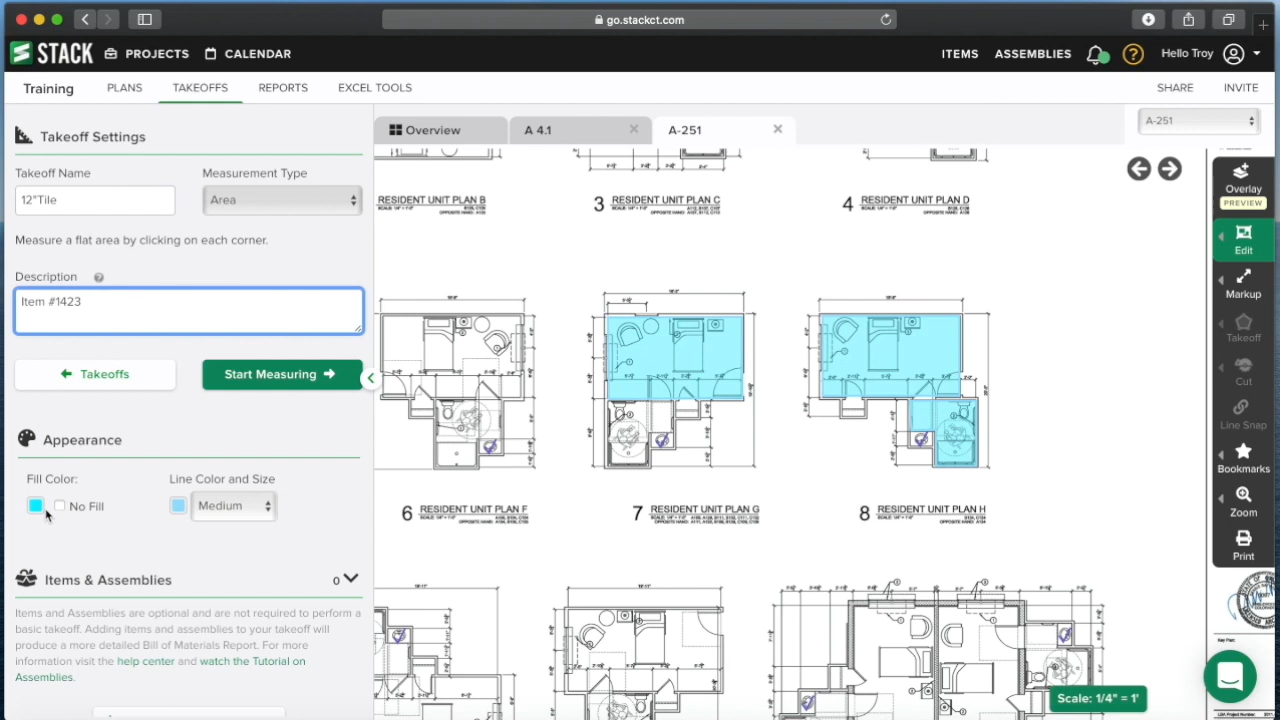 go.stackct.com
STACK
PROJECTS
CALENDAR
ITEMS
ASSEMBLIES
Hello Troy
Training
PLANS
TAKEOFFS
REPORTS
EXCEL TOOLS
SHARE
INVITE
Takeoff Settings
Takeoff Name
Measurement Type
12"Tile
Area
Measure a flat area by clicking on each corner.
Description
Item #1423
Takeoffs
Start Measuring
Appearance
Fill Color:
Line Color and Size
No Fill
Medium
Items & Assemblies
0
Items and Assemblies are optional and are not required to perform a
basic takeoff. Adding items and assemblies to your takeoff will
produce a more detailed Bill of Materials Report. For more
information visit the help center and watch the Tutorial on
Assemblies.
Overview
A 4.1
A-251
A-251
RESIDENT UNIT PLAN B
3 RESIDENT UNIT PLAN C
4 RESIDENT UNIT PLAN D
6 RESIDENT UNIT PLAN F
7 RESIDENT UNIT PLAN G
8 RESIDENT UNIT PLAN H
Overlay
PREVIEW
Edit
Markup
Takeoff
Cut
Line Snap
Bookmarks
Zoom
Print
Scale: 1/4" = 1'